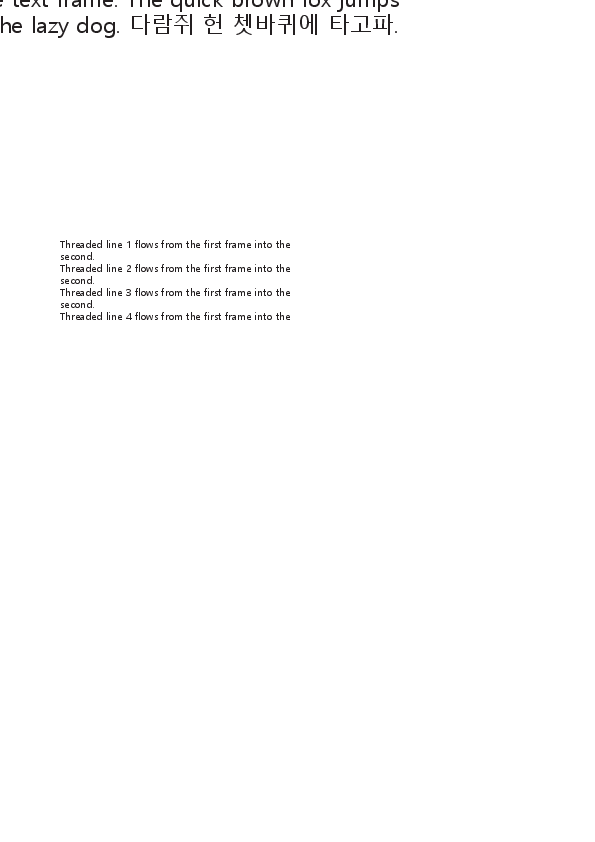 text frame. The quick brown fox jumps
he lazy dog. 다람쥐 헌 쳇바퀴에 타고파.
Threaded line 1 flows from the first frame into the
second.
Threaded line 2 flows from the first frame into the
second.
Threaded line 3 flows from the first frame into the
second.
Threaded line 4 flows from the first frame into the